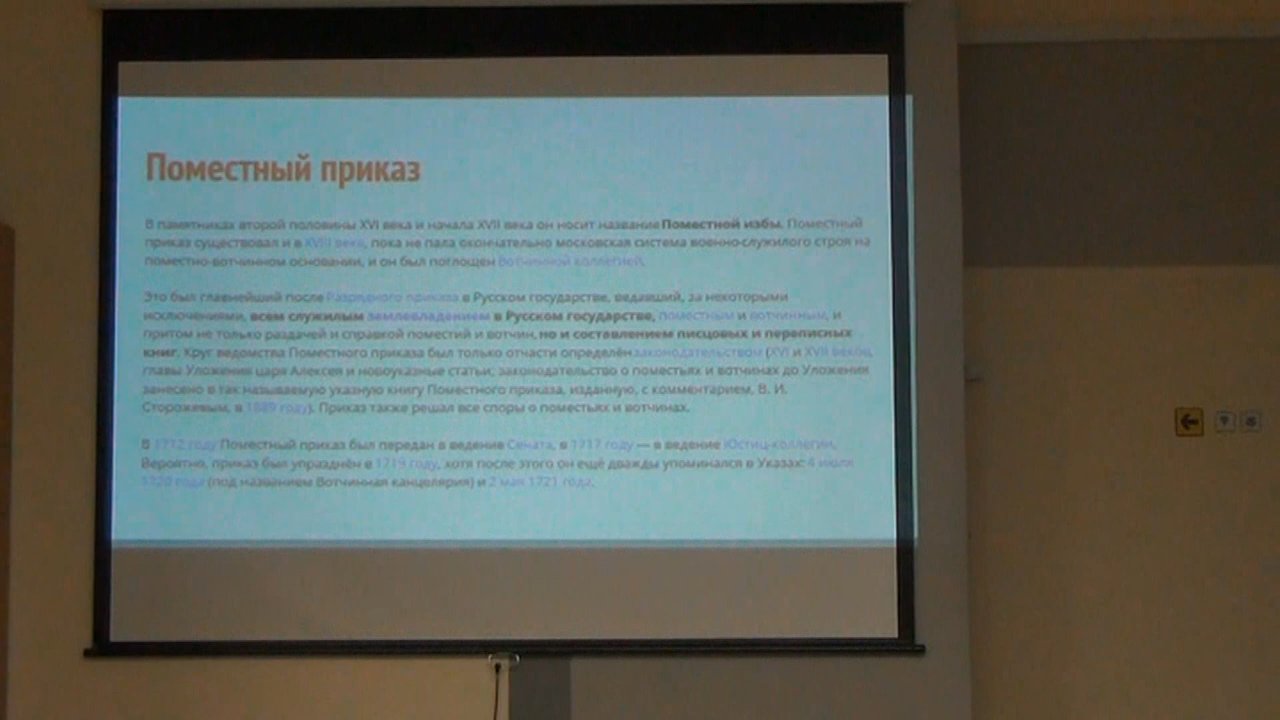 Поместный приказ
В памятниках второй половины XVI века и начала XVII века он носит название Поместной избы. Поместный
приказ существовал и в XVIII веке, пока не пала окончательно московская система военно-служилого строя на
поместно-вотчинном основании, и он был поглощен Вотчинной коллегией.
Это был главнейший после Разрядного приказа в Русском государстве, ведавший, за некоторыми
исключениями, всем служилым землевладением в Русском государстве, поместным и вотчинным, и
притом не только раздачей и справкой поместий и вотчин, но и составлением писцовых и переписных
книг. Круг ведомства Поместного приказа был только отчасти определён законодательством (XVI и XVII веков,
главы Уложения царя Алексея и новоуказные статьи; законодательство о поместьях и вотчинах до Уложения
занесено в так называемую указную книгу Поместного приказа, изданную, с комментарием, В. И.
Сторожевым, в 1889 году). Приказ также решал все споры о поместьях и вотчинах.
В 1712 году Поместный приказ был передан в ведение Сената, в 1717 году — в ведение Юстиц-коллегии.
Вероятно, приказ был упразднён в 1719 году, хотя после этого он ещё дважды упоминался в Указах: 4 июля
1720 года (под названием Вотчинная канцелярия) и 2 мая 1721 года.